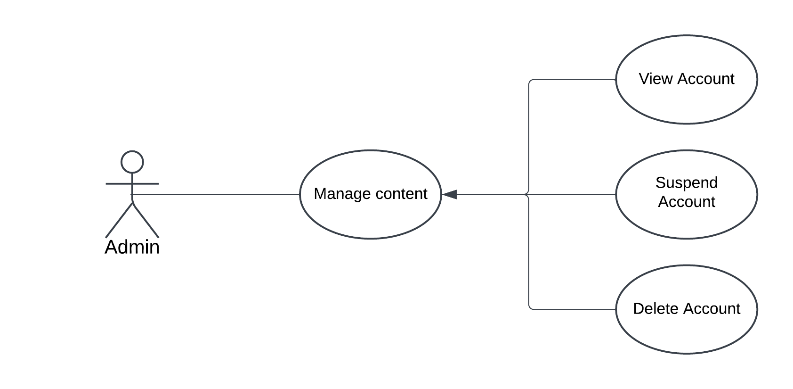 View Account
Manage content
Suspend
Account
Admin
Delete Account